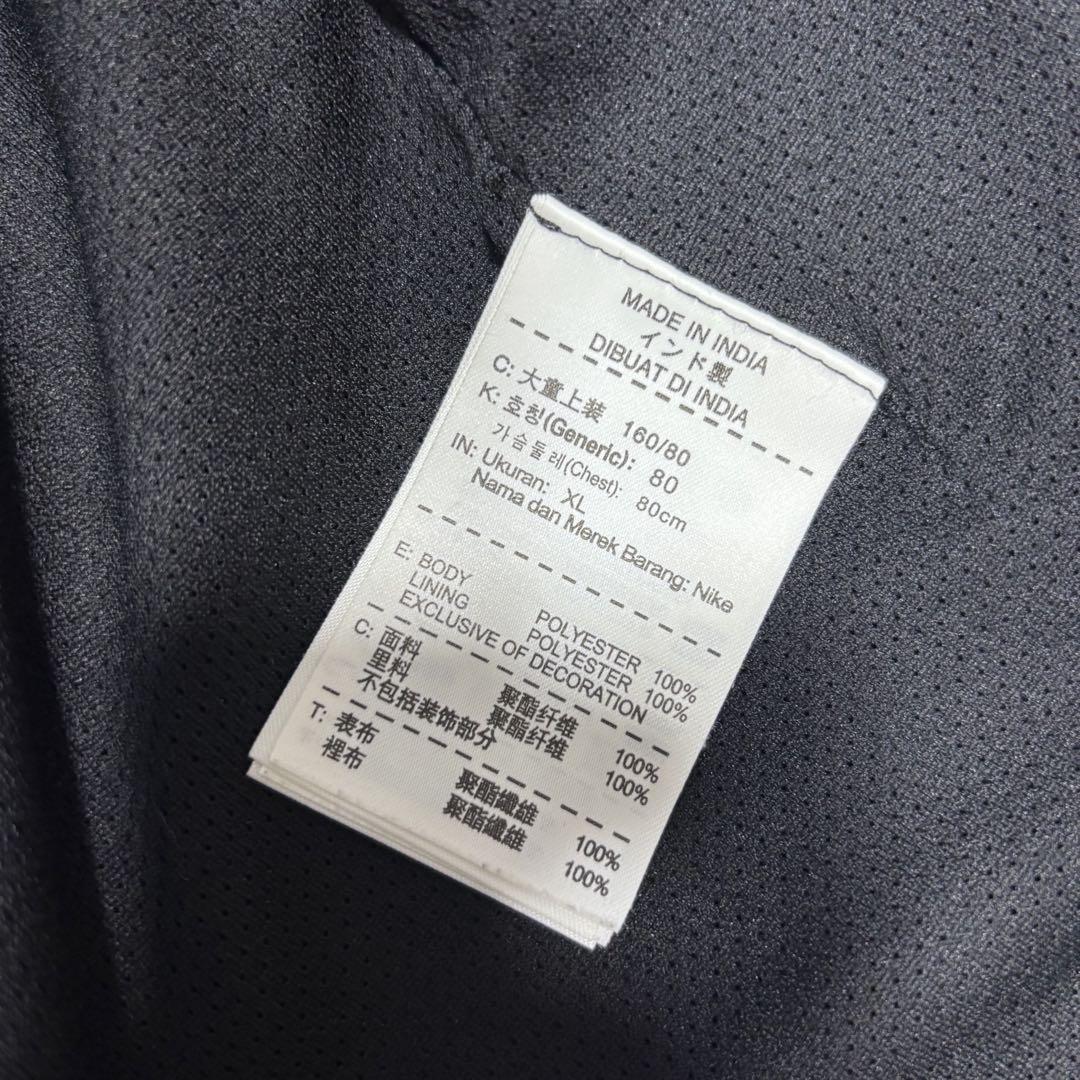 MADE IN INDIA
インド製
DIBUAT DI INDIA
C: 大童上装 160/80
K: 호칭(Generic): 80
가슴둘레(Chest): 80cm
IN: Ukuran: XL
Nama dan Merek Barang: Nike
E: BODY POLYESTER 100%
LINING POLYESTER 100%
EXCLUSIVE OF DECORATION
C: 面料 聚酯纤维 100%
里料 聚酯纤维 100%
不包括装饰部分
T: 表布 聚酯纖維 100%
裡布 聚酯纖維 100%